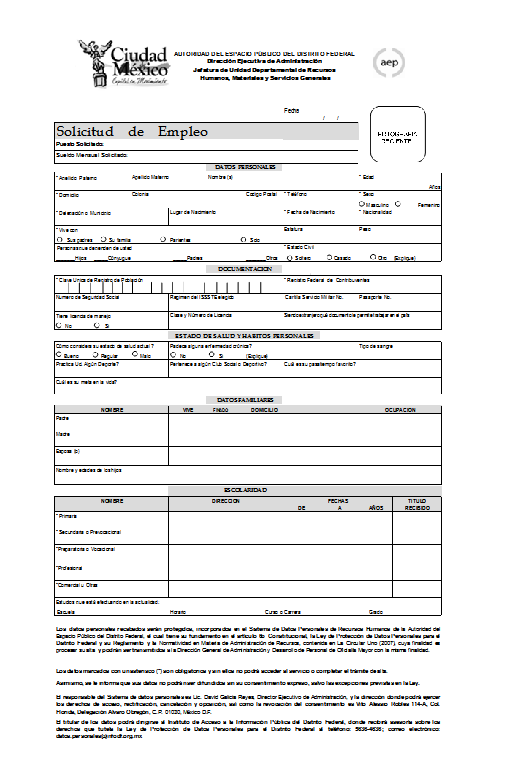 Ciudad
México
Capital en Movimiento
AUTORIDAD DEL ESPACIO PÚBLICO DEL DISTRITO FEDERAL
Dirección Ejecutiva de Administración
Jefatura de Unidad Departamental de Recursos
Humanos, Materiales y Servicios Generales
aep
Fecha
/ /
Solicitud de Empleo
Puesto Solicitado:
Sueldo Mensual Solicitado:
FOTOGRAFIA
RECIENTE
DATOS PERSONALES
* Apellido Paterno Apellido Materno Nombre (s) * Edad
Años
* Domicilio Colonia Código Postal * Teléfono * Sexo
Masculino Femenino
* Delegación o Municipio Lugar de Nacimiento * Fecha de Nacimiento * Nacionalidad
* Vive con Estatura Peso
Sus padres Su familia Parientes Solo
Personas que dependen de usted * Estado Civil
Hijos Cónyugue Padres Otros Soltero Casado Otro (Explique)
DOCUMENTACION
* Clave Unica de Registro de Población * Registro Federal de Contribuyentes
Numero de Seguridad Social Regimen del ISSSTE elegido Cartilla Servicio Militar No. Pasaporte No.
Tiene licencia de manejo Clase y Número de Licencia Siendo extranjero qué documento le permite trabajar en el país
No Si
ESTADO DE SALUD Y HABITOS PERSONALES
Cómo considera su estado de salud actual ? Padece alguna enfermedad crónica? Tipo de sangre
Bueno Regular Malo No Si (Explique)
Practica Ud. Algún Deporte? Pertenece a algún Club Social o Deportivo? Cuál es su pasatiempo favorito?
Cuál es su meta en la vida?
DATOS FAMILIARES
NOMBRE VIVE FINADO DOMICILIO OCUPACION
Padre
Madre
Esposa (o)
Nombre y edades de los hijos
ESCOLARIDAD
NOMBRE DIRECCION FECHAS TITULO
DE A AÑOS RECIBIDO
* Primaria
* Secundaria o Prevocacional
* Preparatoria o Vocacional
* Profesional
* Comercial u Otras
Estudios que está efectuando en la actualidad:
Escuela Horario Curso o Carrera Grado
Los datos personales recabados serán protegidos, incorporados en el Sistema de Datos Personales de Recursos Humanos de la Autoridad del
Espacio Público del Distrito Federal, el cual tiene su fundamento en el artículo 6o Constitucional, la Ley de Protección de Datos Personales para el
Distrito Federal y su Reglamento y la Normatividad en Materia de Administración de Recursos, contenida en La Circular Uno (2007), cuya finalidad es
procesar su alta y podrán ser transmitidos a la Dirección General de Administración y Desarrollo de Personal de Oficialía Mayor con la misma finalidad.
Los datos marcados con un asterisco (*) son obligatorios y sin ellos no podrá acceder al servicio o completar el trámite de alta.
Asimismo, se le informa que sus datos no podrán ser difundidos sin su consentimiento expreso, salvo las excepciones previstas en la Ley.
El responsable del Sistema de datos personales es Lic. David Galicia Reyes, Director Ejecutivo de Administración, y la dirección donde podrá ejercer
los derechos de acceso, rectificación, cancelación y oposición, así como la revocación del consentimiento es Vito Alessio Robles 114-A, Col.
Florida, Delegación Álvaro Obregón, C.P. 01030, México D.F.
El titular de los datos podrá dirigirse al Instituto de Acceso a la Información Pública del Distrito Federal, donde recibirá asesoría sobre los
derechos que tutela la Ley de Protección de Datos Personales para el Distrito Federal al teléfono: 5636-4636; correo electrónico:
datos.personales@infodf.org.mx